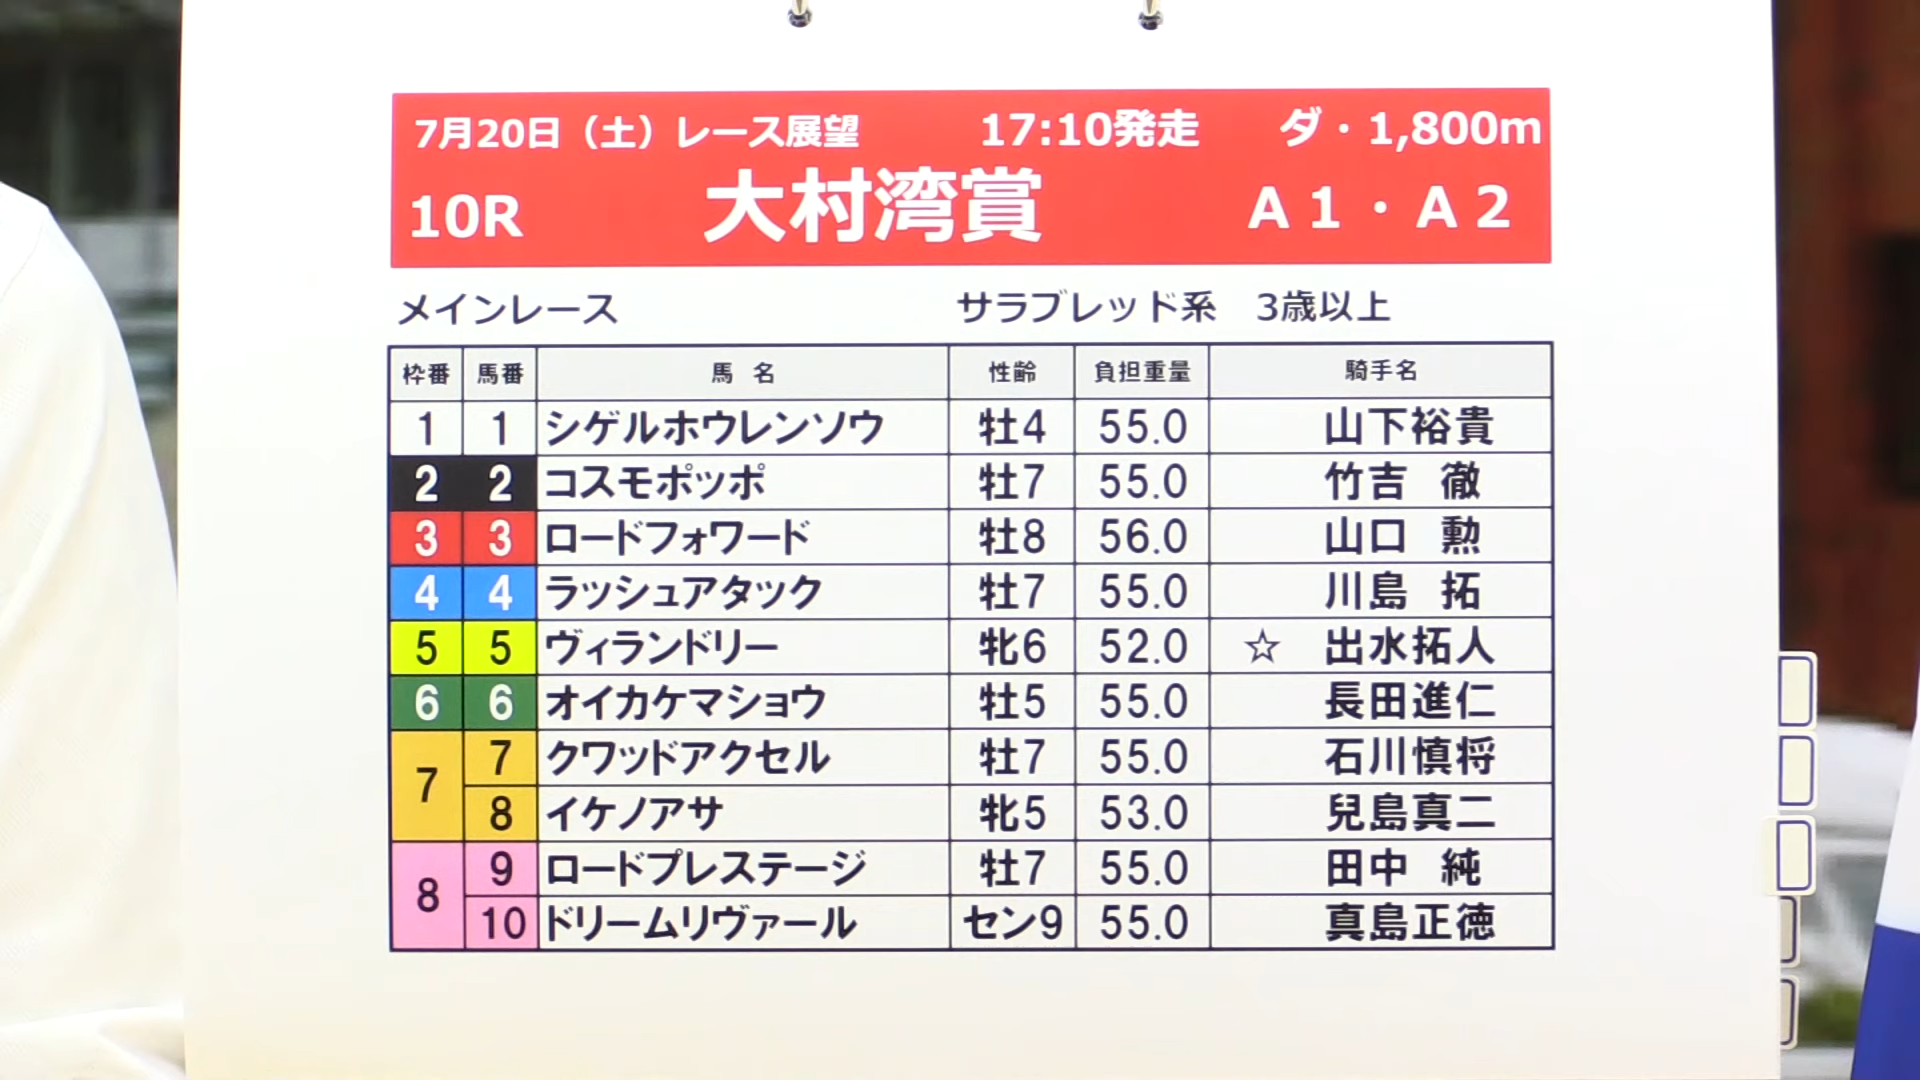 7月20日（土）レース展望 17:10発走 ダ・1,800m
10R 大村湾賞 A1・A2
メインレース サラブレッド系 3歳以上
枠番 馬番 馬名 性齢 負担重量 騎手名
1 1 シゲルホウレンソウ 牡4 55.0 山下裕貴
2 2 コスモポッポ 牡7 55.0 竹吉 徹
3 3 ロードフォワード 牡8 56.0 山口 勲
4 4 ラッシュアタック 牡7 55.0 川島 拓
5 5 ヴィランドリー 牝6 52.0 ☆ 出水拓人
6 6 オイカケマショウ 牡5 55.0 長田進仁
7 7 クワッドアクセル 牡7 55.0 石川慎将
8 イケノアサ 牝5 53.0 兒島真二
8 9 ロードプレステージ 牡7 55.0 田中 純
10 ドリームリヴァール セン9 55.0 真島正徳